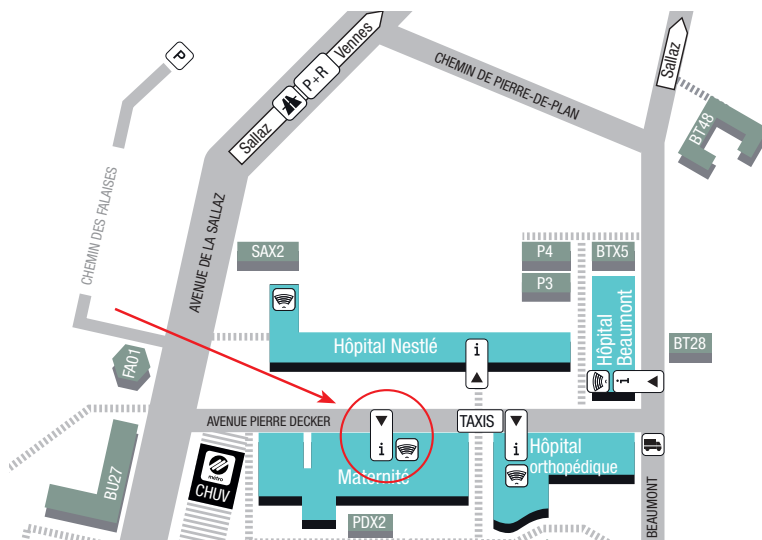 P
Vennes
P+R
Sallaz
Sallaz
CHEMIN DE PIERRE-DE-PLAN
BT48
CHEMIN DES FALAISES
AVENUE DE LA SALLAZ
SAX2
P4
BTX5
P3
Hôpital Nestlé
i
Hôpital
Beaumont
i
BT28
FA01
AVENUE PIERRE DECKER
TAXIS
i
i
Hôpital
orthopédique
Maternité
metro
CHUV
BU27
PDX2
BEAUMONT